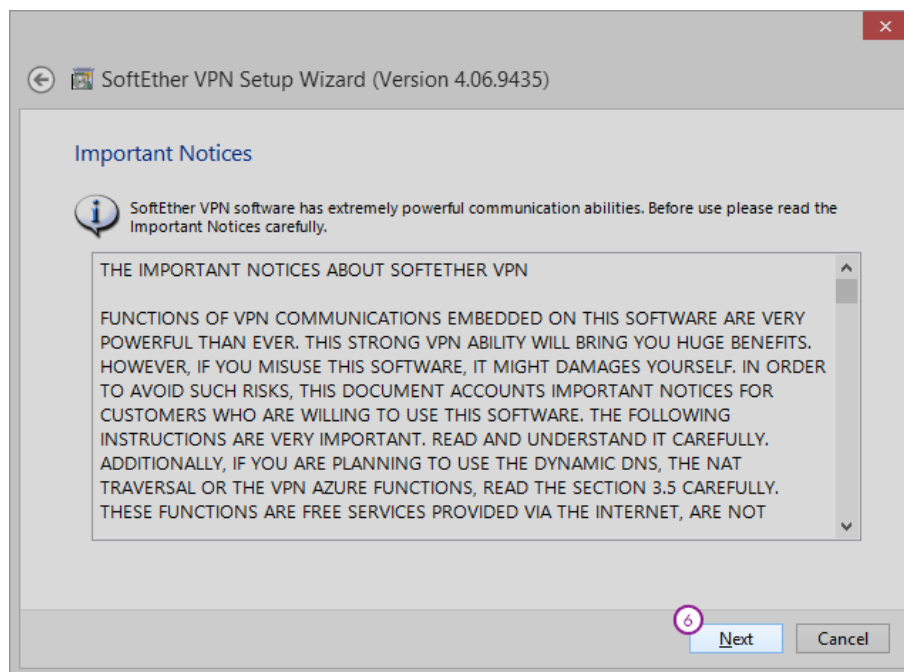 SoftEther VPN Setup Wizard (Version 4.06.9435)
Important Notices
SoftEther VPN software has extremely powerful communication abilities. Before use please read the
Important Notices carefully.
THE IMPORTANT NOTICES ABOUT SOFTETHER VPN
FUNCTIONS OF VPN COMMUNICATIONS EMBEDDED ON THIS SOFTWARE ARE VERY
POWERFUL THAN EVER. THIS STRONG VPN ABILITY WILL BRING YOU HUGE BENEFITS.
HOWEVER, IF YOU MISUSE THIS SOFTWARE, IT MIGHT DAMAGES YOURSELF. IN ORDER
TO AVOID SUCH RISKS, THIS DOCUMENT ACCOUNTS IMPORTANT NOTICES FOR
CUSTOMERS WHO ARE WILLING TO USE THIS SOFTWARE. THE FOLLOWING
INSTRUCTIONS ARE VERY IMPORTANT. READ AND UNDERSTAND IT CAREFULLY.
ADDITIONALLY, IF YOU ARE PLANNING TO USE THE DYNAMIC DNS, THE NAT
TRAVERSAL OR THE VPN AZURE FUNCTIONS, READ THE SECTION 3.5 CAREFULLY.
THESE FUNCTIONS ARE FREE SERVICES PROVIDED VIA THE INTERNET, ARE NOT
6
Next
Cancel